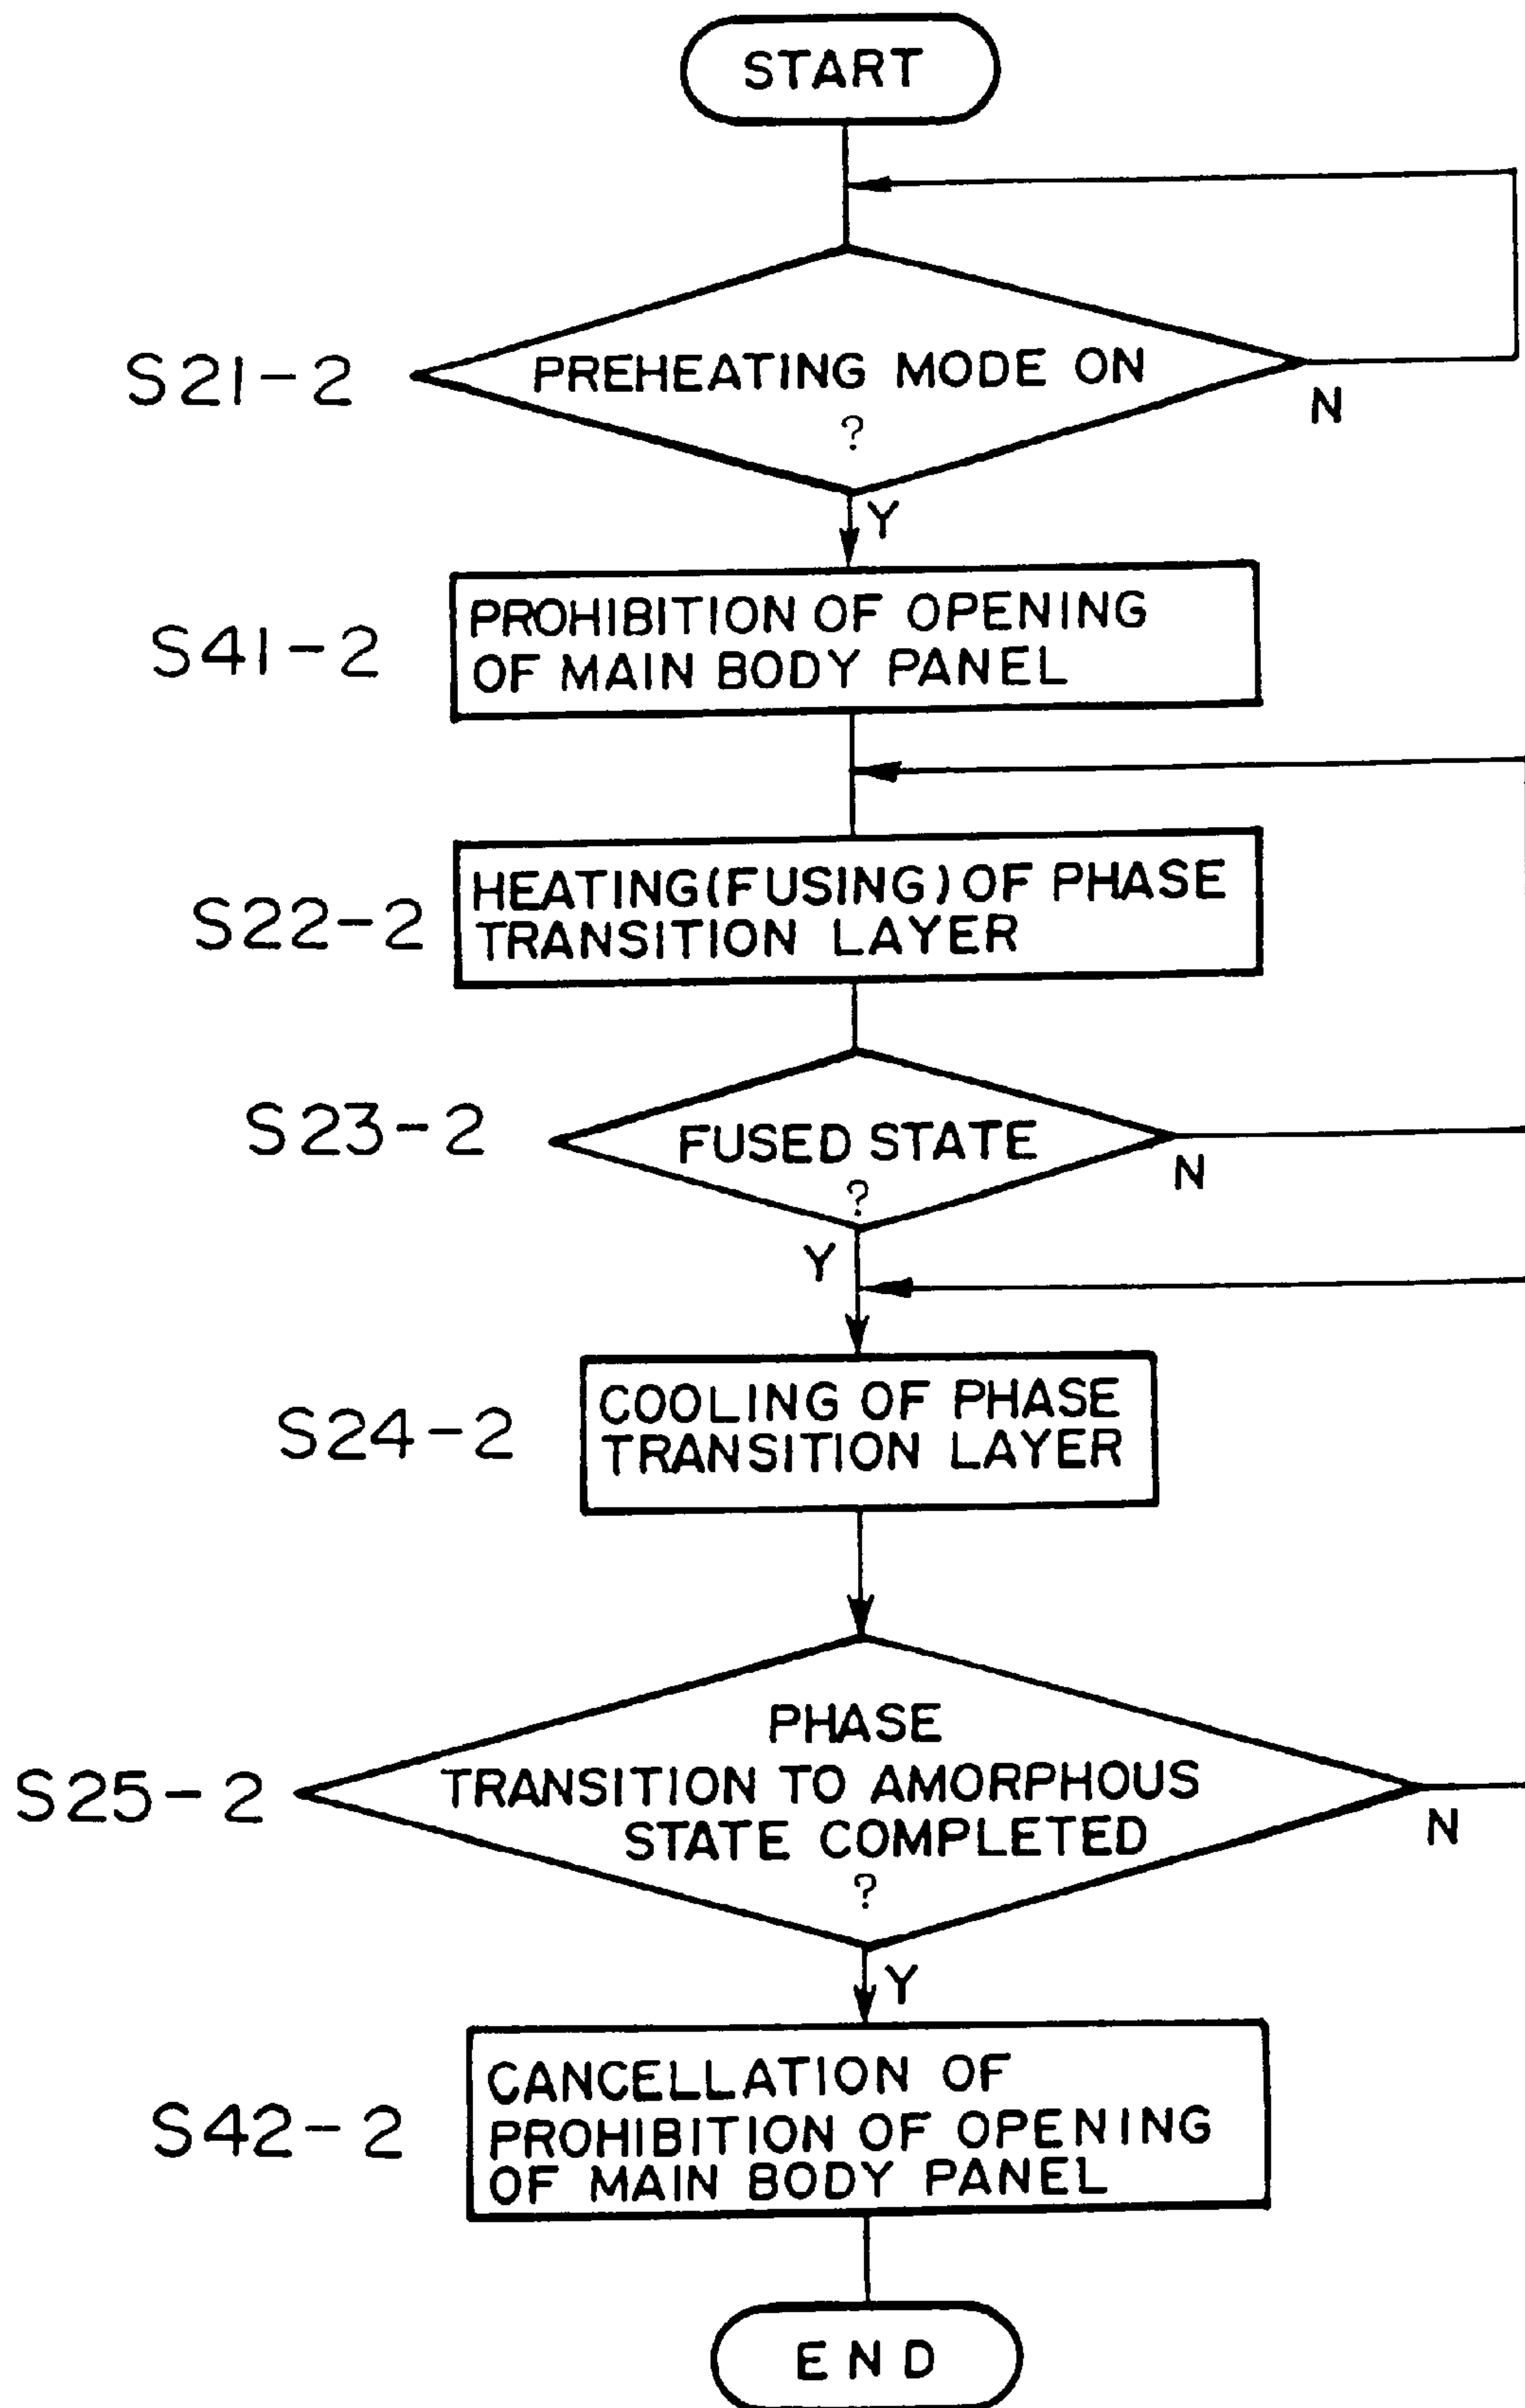 START
S21-2
PREHEATING MODE ON
?
N
Y
S41-2
PROHIBITION OF OPENING
OF MAIN BODY PANEL
S22-2
HEATING(FUSING) OF PHASE
TRANSITION LAYER
S23-2
FUSED STATE
?
N
Y
S24-2
COOLING OF PHASE
TRANSITION LAYER
S25-2
PHASE
TRANSITION TO AMORPHOUS
STATE COMPLETED
?
N
Y
S42-2
CANCELLATION OF
PROHIBITION OF OPENING
OF MAIN BODY PANEL
END